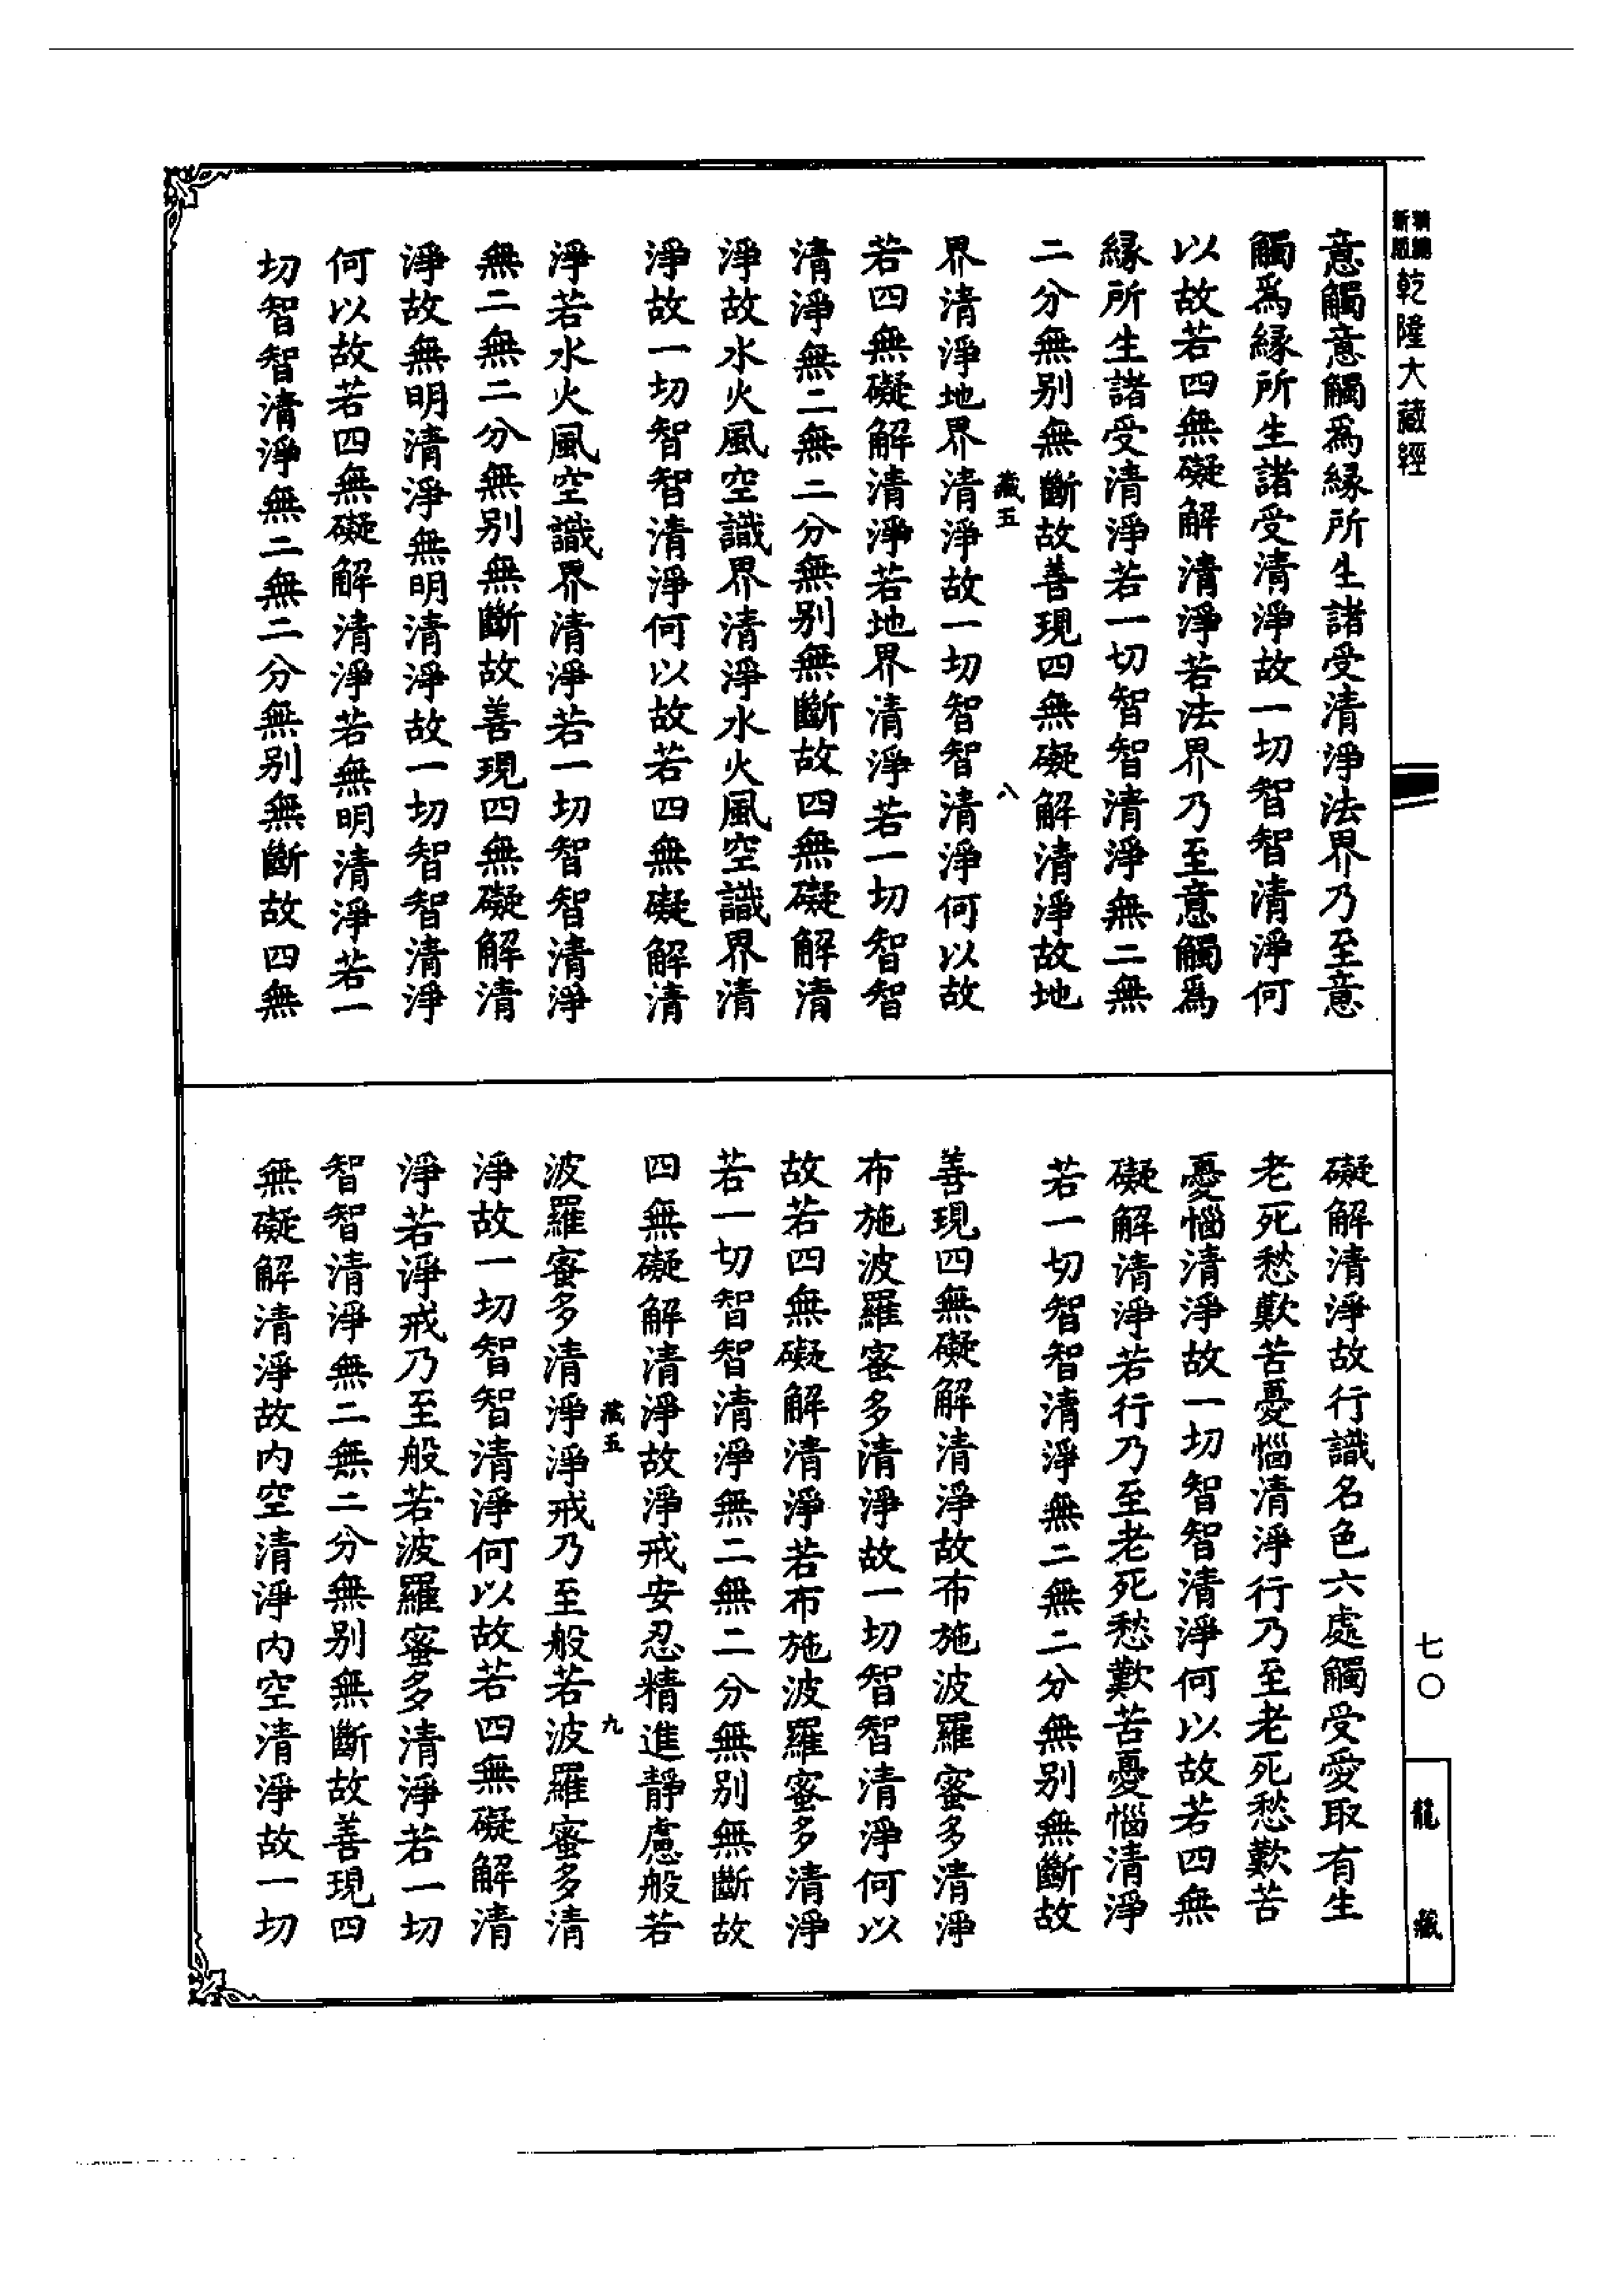 新編
縮版
乾隆大藏經
意觸意觸爲緣所生諸受清淨法界乃至意
觸爲緣所生諸受清淨故一切智智清淨何
以故若四無礙解清淨若法界乃至意觸爲
緣所生諸受清淨若一切智智清淨無二無
二分無別無斷故善現四無礙解清淨故地
藏五
八
界清淨地界清淨故一切智智清淨何以故
若四無礙解清淨若地界清淨若一切智智
清淨無二無二分無別無斷故四無礙解清
淨故水火風空識界清淨水火風空識界清
淨故一切智智清淨何以故若四無礙解清
淨若水火風空識界清淨若一切智智清淨
無二無二分無別無斷故善現四無礙解清
淨故無明清淨無明清淨故一切智智清淨
何以故若四無礙解清淨若無明清淨若一
切智智清淨無二無二分無別無斷故四無
礙解清淨故行識名色六處觸受愛取有生
老死愁歎苦憂惱清淨行乃至老死愁歎苦
憂惱清淨故一切智智清淨何以故若四無
礙解清淨若行乃至老死愁歎苦憂惱清淨
若一切智智清淨無二無二分無別無斷故
善現四無礙解清淨故布施波羅蜜多清淨
布施波羅蜜多清淨故一切智智清淨何以
故若四無礙解清淨若布施波羅蜜多清淨
若一切智智清淨無二無二分無別無斷故
四無礙解清淨故淨戒安忍精進靜慮般若
藏五
九
波羅蜜多清淨淨戒乃至般若波羅蜜多清
淨故一切智智清淨何以故若四無礙解清
淨若淨戒乃至般若波羅蜜多清淨若一切
智智清淨無二無二分無別無斷故善現四
無礙解清淨故內空清淨內空清淨故一切
七〇
龍藏